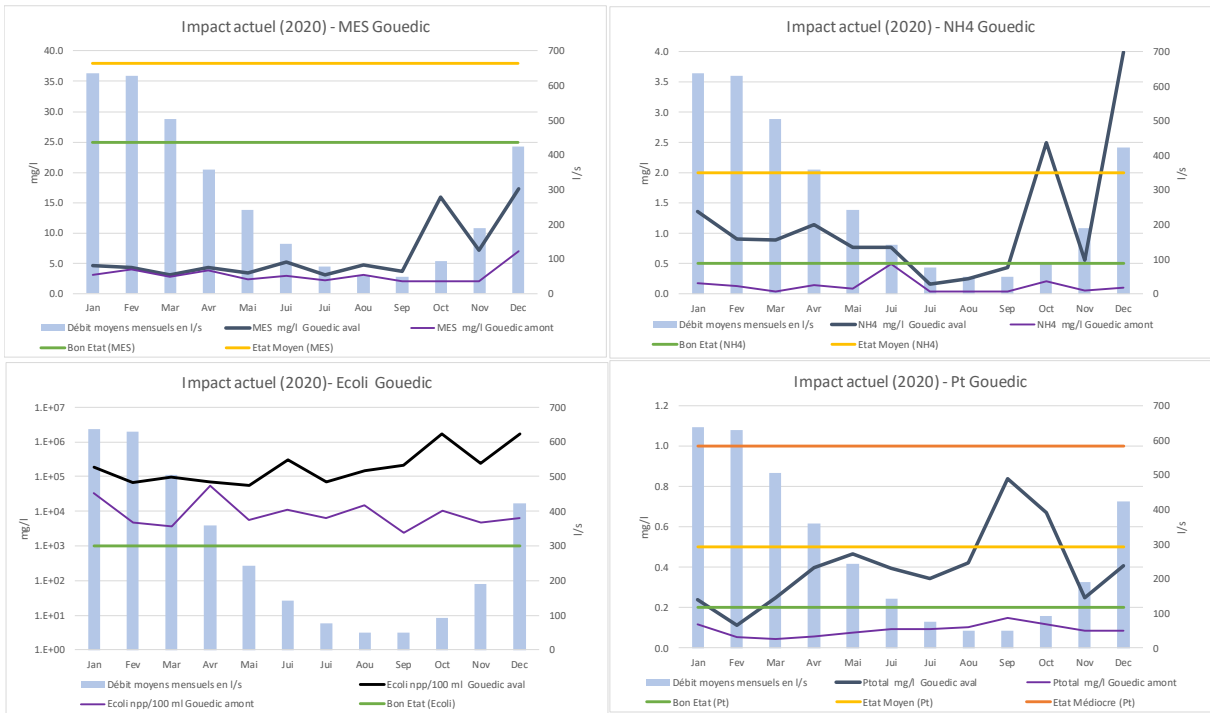 Impact actuel (2020) - MES Gouedic
40.0
35.0
30.0
25.0
20.0
15.0
10.0
5.0
0.0
mg/l
700
600
500
400
300
200
100
0
l/s
Jan Fev Mar Avr Mai Jui Jui Aou Sep Oct Nov Dec
Débit moyens mensuels en l/s MES mg/l Gouedic aval MES mg/l Gouedic amont
Bon Etat (MES) Etat Moyen (MES)
Impact actuel (2020) - NH4 Gouedic
4.0
3.5
3.0
2.5
2.0
1.5
1.0
0.5
0.0
mg/l
700
600
500
400
300
200
100
0
l/s
Jan Fev Mar Avr Mai Jui Jui Aou Sep Oct Nov Dec
Débit moyens mensuels en l/s NH4 mg/l Gouedic aval NH4 mg/l Gouedic amont
Bon Etat (NH4) Etat Moyen (NH4)
Impact actuel (2020)- Ecoli Gouedic
1.E+07
1.E+06
1.E+05
1.E+04
1.E+03
1.E+02
1.E+01
1.E+00
mg/l
700
600
500
400
300
200
100
0
l/s
Jan Fev Mar Avr Mai Jui Jui Aou Sep Oct Nov Dec
Débit moyens mensuels en l/s Ecoli npp/100 ml Gouedic aval
Ecoli npp/100 ml Gouedic amont Bon Etat (Ecoli)
Impact actuel (2020) - Pt Gouedic
1.2
1.0
0.8
0.6
0.4
0.2
0.0
mg/l
700
600
500
400
300
200
100
0
l/s
Jan Fev Mar Avr Mai Jui Jui Aou Sep Oct Nov Dec
Débit moyens mensuels en l/s Ptotal mg/l Gouedic aval Ptotal mg/l Gouedic amont
Bon Etat (Pt) Etat Moyen (Pt) Etat Médiocre (Pt)